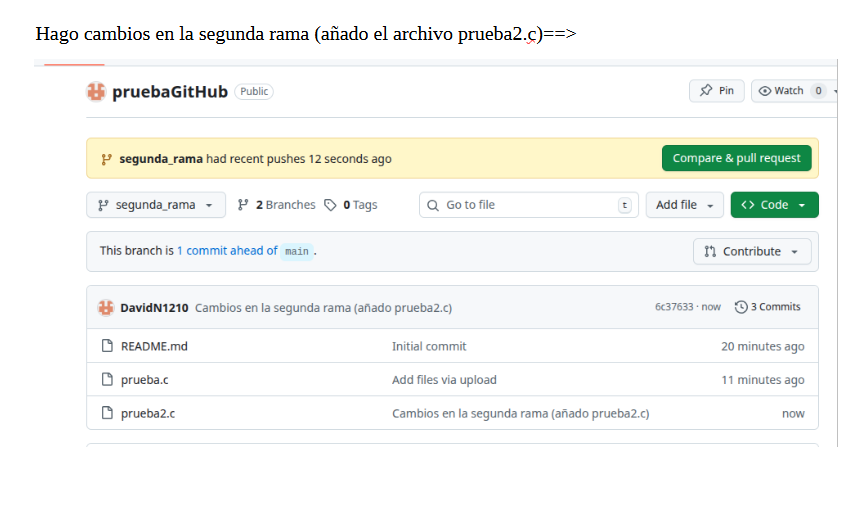 Hago cambios en la segunda rama (añado el archivo prueba2.c)==>
pruebaGitHub Public Pin Watch 0
segunda_rama had recent pushes 12 seconds ago Compare & pull request
segunda_rama 2 Branches 0 Tags Go to file t Add file <> Code
This branch is 1 commit ahead of main . Contribute
DavidN1210 Cambios en la segunda rama (añado prueba2.c) 6c37633 · now 3 Commits
README.md Initial commit 20 minutes ago
prueba.c Add files via upload 11 minutes ago
prueba2.c Cambios en la segunda rama (añado prueba2.c) now